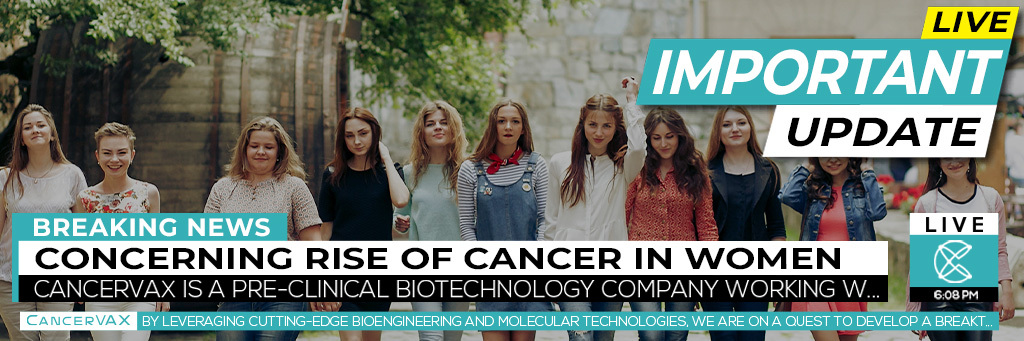 LIVE
IMPORTANT
UPDATE
BREAKING NEWS
CONCERNING RISE OF CANCER IN WOMEN
CANCERVAX IS A PRE-CLINICAL BIOTECHNOLOGY COMPANY WORKING W...
LIVE
6:08 PM
CANCERVAX BY LEVERAGING CUTTING-EDGE BIOENGINEERING AND MOLECULAR TECHNOLOGIES, WE ARE ON A QUEST TO DEVELOP A BREAKT...